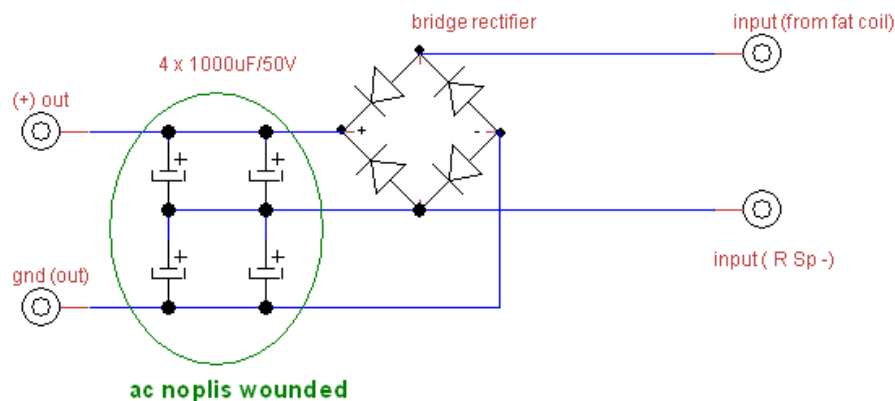 bridge rectifier
input (from fat coil)
4 x 1000uF/50V
(+) out
+
-
+
+
input ( R Sp -)
gnd (out)
+
+
ac noplis wounded